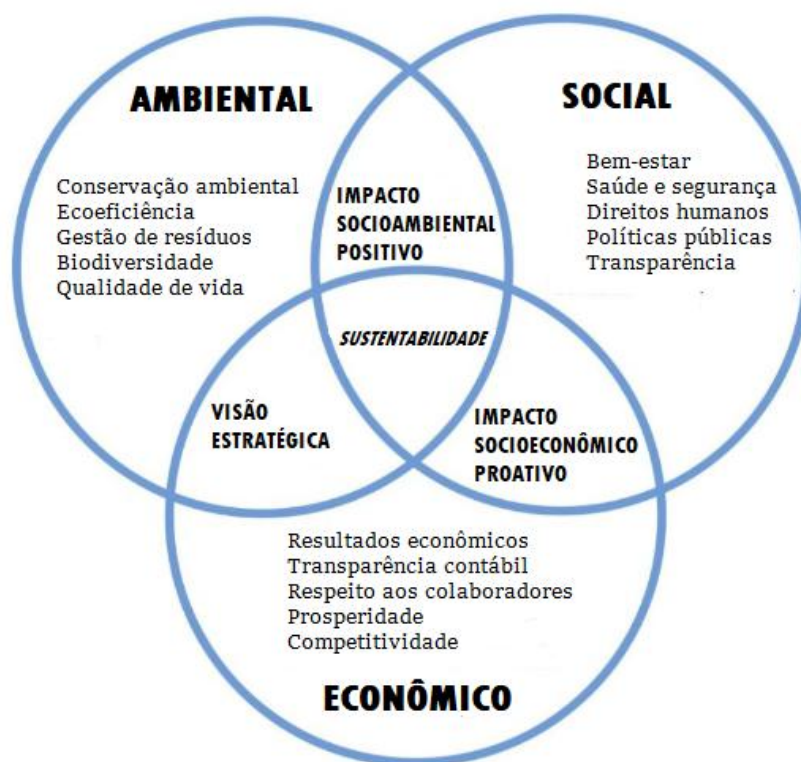 AMBIENTAL
Conservação ambiental
Ecoeficiência
Gestão de resíduos
Biodiversidade
Qualidade de vida
SOCIAL
Bem-estar
Saúde e segurança
Direitos humanos
Políticas públicas
Transparência
IMPACTO
SOCIOAMBIENTAL
POSITIVO
SUSTENTABILIDADE
VISÃO
ESTRATÉGICA
IMPACTO
SOCIOECONÔMICO
PROATIVO
Resultados econômicos
Transparência contábil
Respeito aos colaboradores
Prosperidade
Competitividade
ECONÔMICO